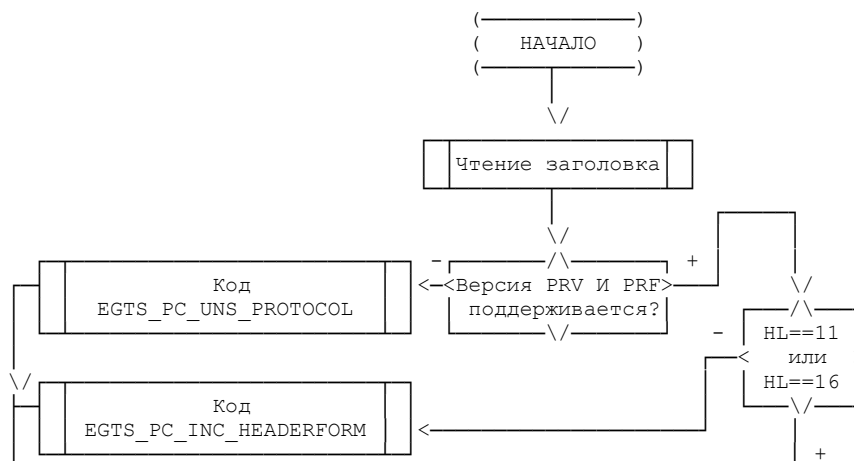 НАЧАЛО
Чтение заголовка
- +
Код
EGTS_PC_UNS_PROTOCOL
Версия PRV И PRF
поддерживается?
-
HL==11
или
HL==16
Код
EGTS_PC_INC_HEADERFORM
+